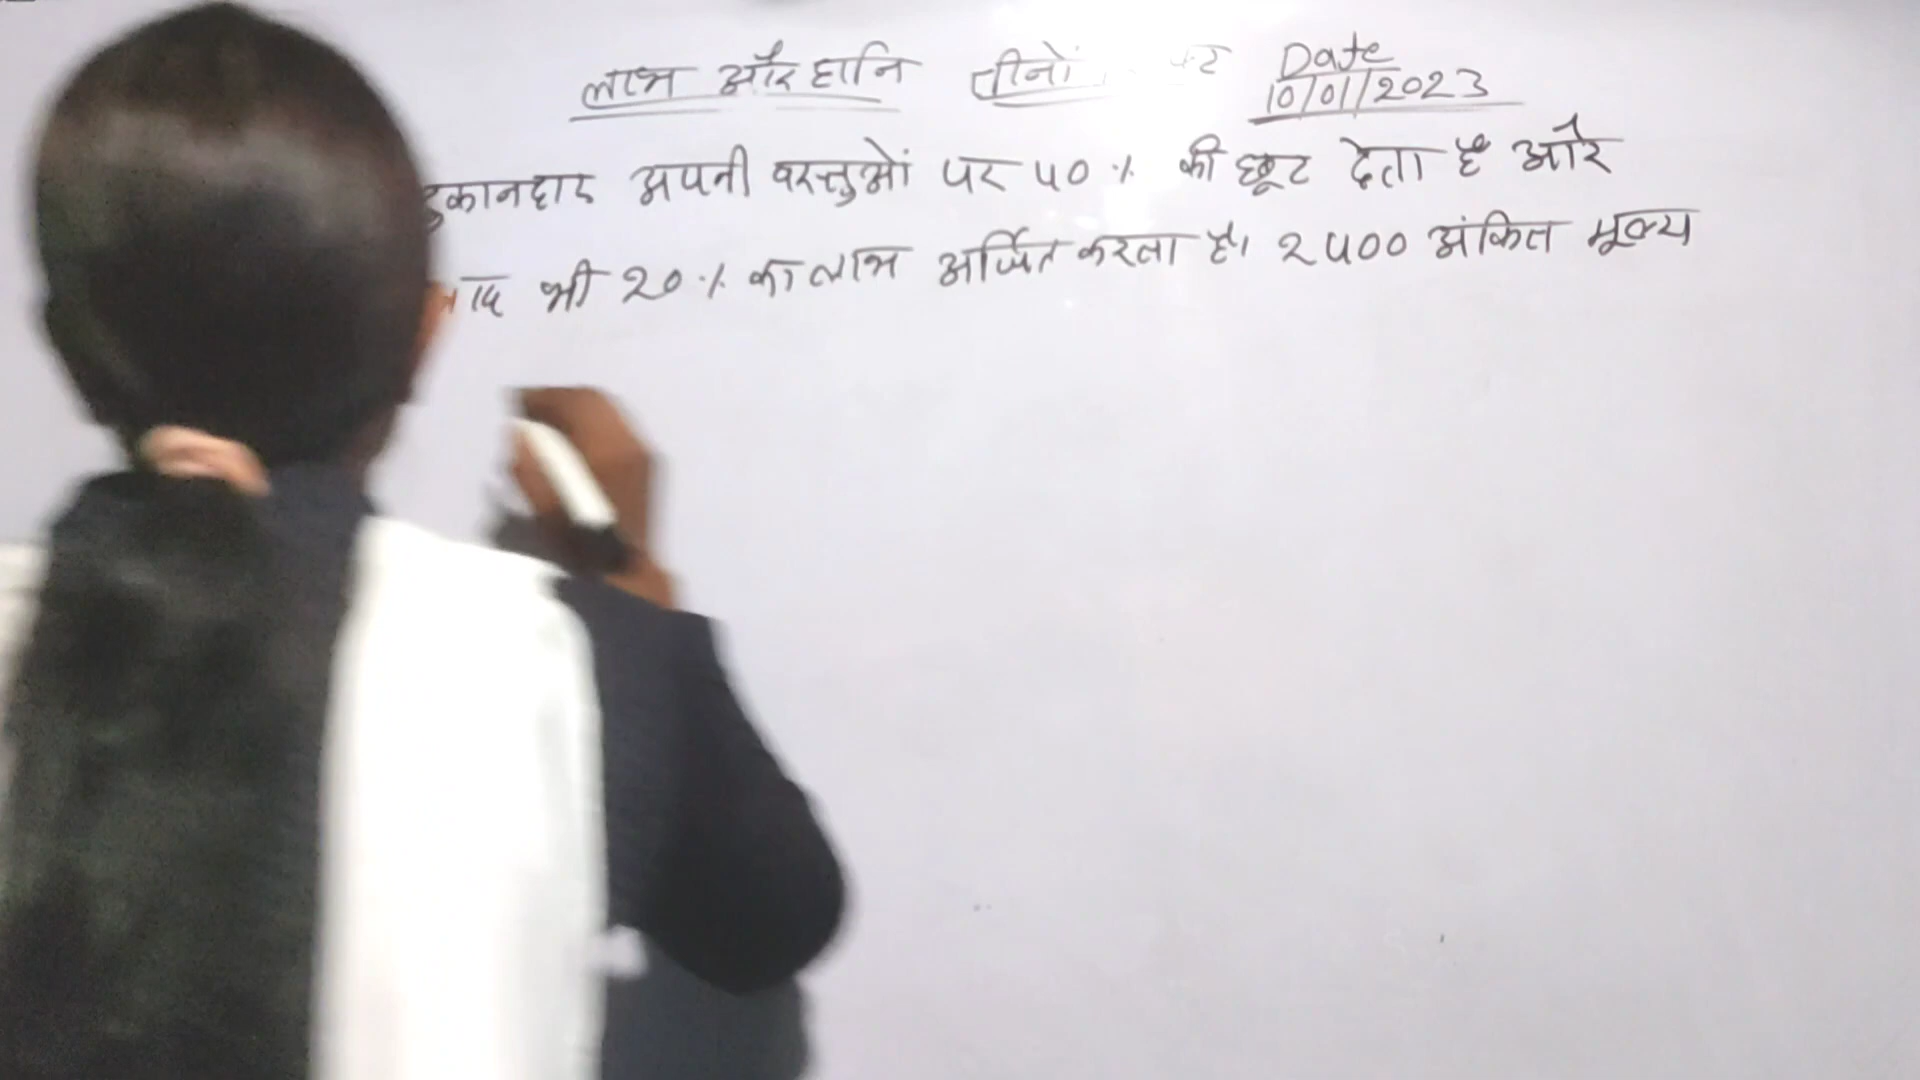 लाभ और हानि तीनों Date
10/01/2023
दुकानदार अपनी वस्तुओं पर ५०% की छूट देता है और
भी २०% का लाभ अर्जित करता है। २५०० अंकित मूल्य